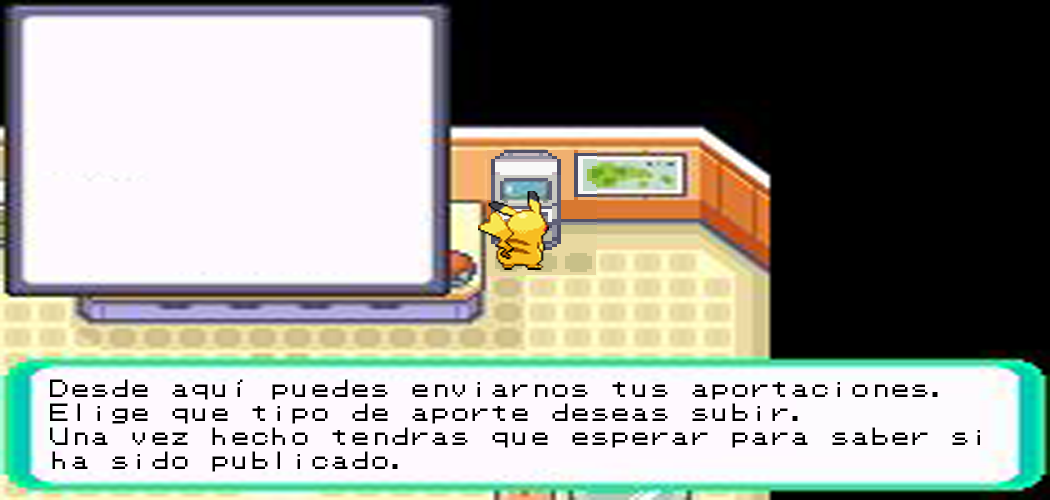 Desde aquí puedes enviarnos tus aportaciones.
Elige que tipo de aporte deseas subir.
Una vez hecho tendras que esperar para saber si
ha sido publicado.